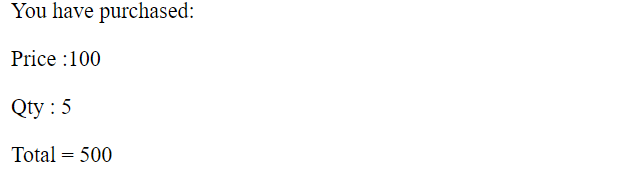 You have purchased:
Price :100
Qty : 5
Total = 500